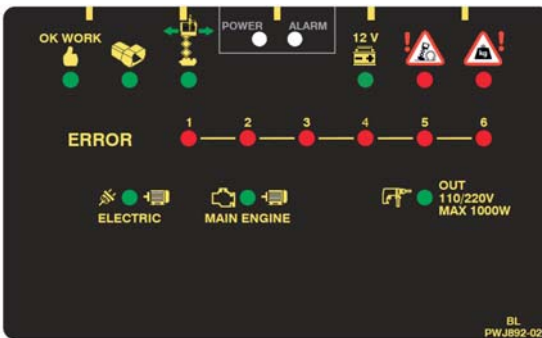 POWER ALARM
OK WORK
12 V
kg
1 2 3 4 5 6
ERROR
ELECTRIC
MAIN ENGINE
OUT
110/220V
MAX 1000W
BL
PWJ892-02